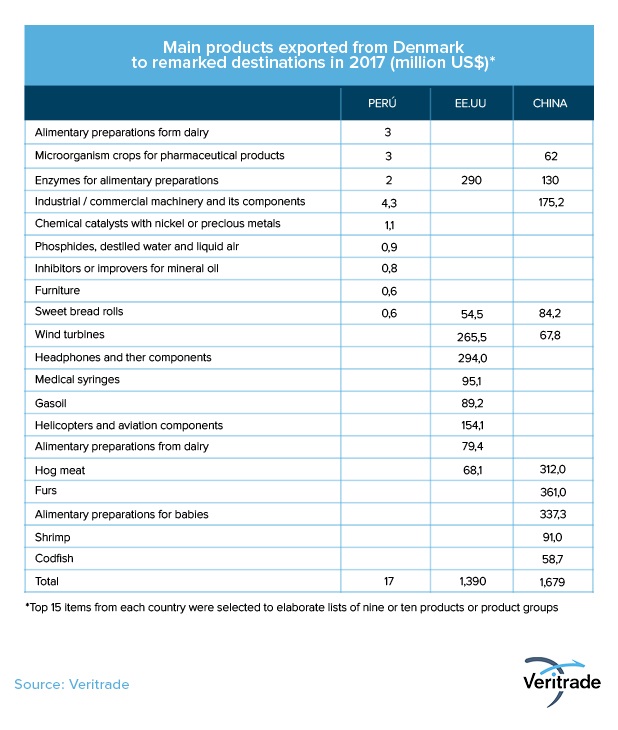 Main products exported from Denmark
to remarked destinations in 2017 (million US$)*
PERÚ EE.UU CHINA
Alimentary preparations form dairy 3
Microorganism crops for pharmaceutical products 3 62
Enzymes for alimentary preparations 2 290 130
Industrial / commercial machinery and its components 4,3 175,2
Chemical catalysts with nickel or precious metals 1,1
Phosphides, destiled water and liquid air 0,9
Inhibitors or improvers for mineral oil 0,8
Furniture 0,6
Sweet bread rolls 0,6 54,5 84,2
Wind turbines 265,5 67,8
Headphones and ther components 294,0
Medical syringes 95,1
Gasoil 89,2
Helicopters and aviation components 154,1
Alimentary preparations from dairy 79,4
Hog meat 68,1 312,0
Furs 361,0
Alimentary preparations for babies 337,3
Shrimp 91,0
Codfish 58,7
Total 17 1,390 1,679
*Top 15 items from each country were selected to elaborate lists of nine or ten products or product groups
Source: Veritrade
Veritrade